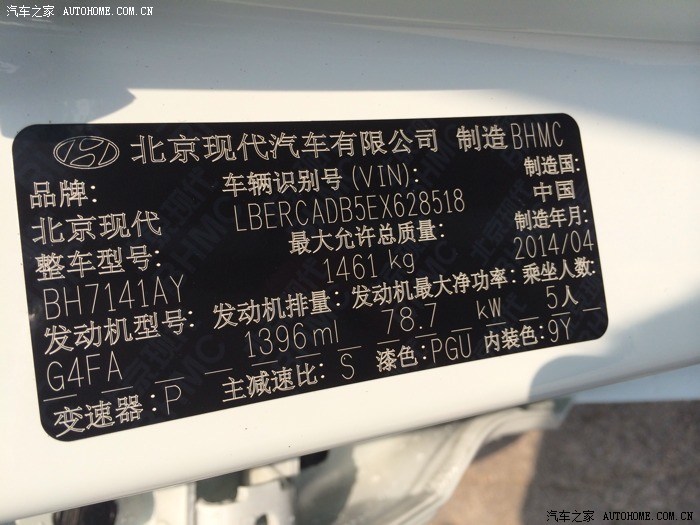 汽车之家 AUTOHOME.COM.CN
北京现代汽车有限公司 制造 BHMC
品牌: 车辆识别号(VIN): 制造国:
北京现代 LBERCADB5EX628518 中国
整车型号: 最大允许总质量: 制造年月:
BH7141AY 1461 kg 2014/04
发动机型号: 发动机排量: 发动机最大净功率: 乘坐人数:
G4FA 1396ml 78.7 kW 5人
变速器: P 主减速比: S 漆色: PGU 内装色: 9Y
汽车之家 AUTOHOME.COM.CN